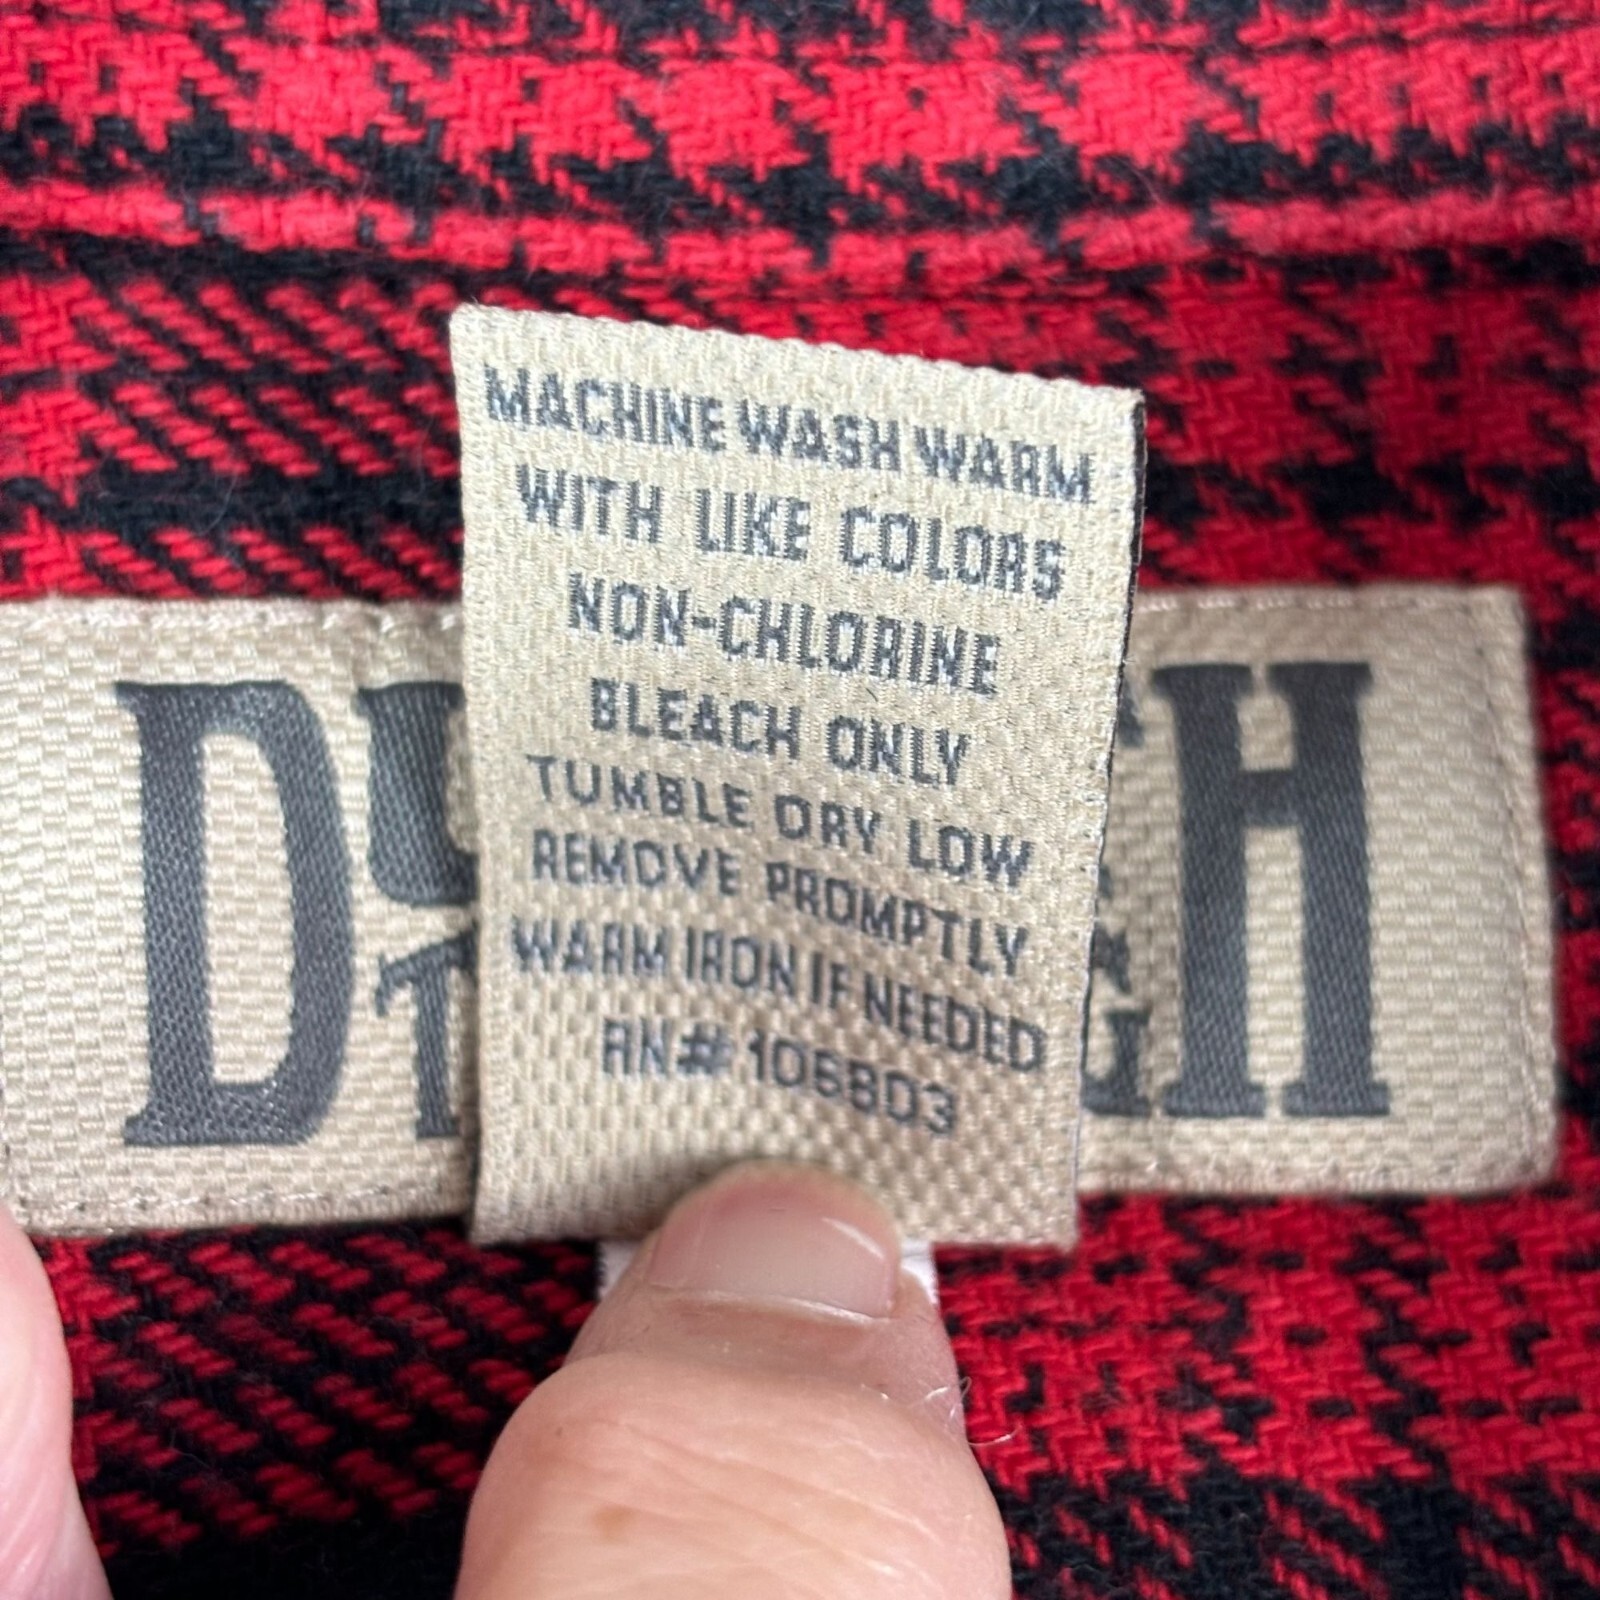 MACHINE WASH WARM
WITH LIKE COLORS
NON-CHLORINE
BLEACH ONLY
TUMBLE DRY LOW
REMOVE PROMPTLY
WARM IRON IF NEEDED
RN# 106803